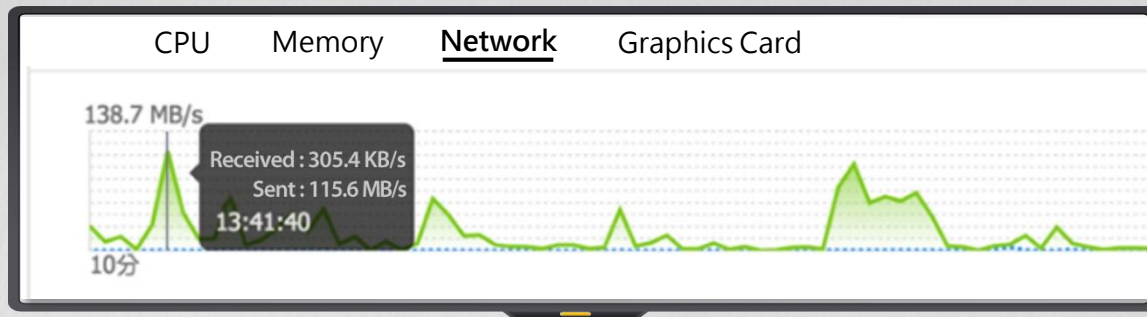 CPU Memory Network Graphics Card
138.7 MB/s
Received : 305.4 KB/s
Sent : 115.6 MB/s
13:41:40
10分